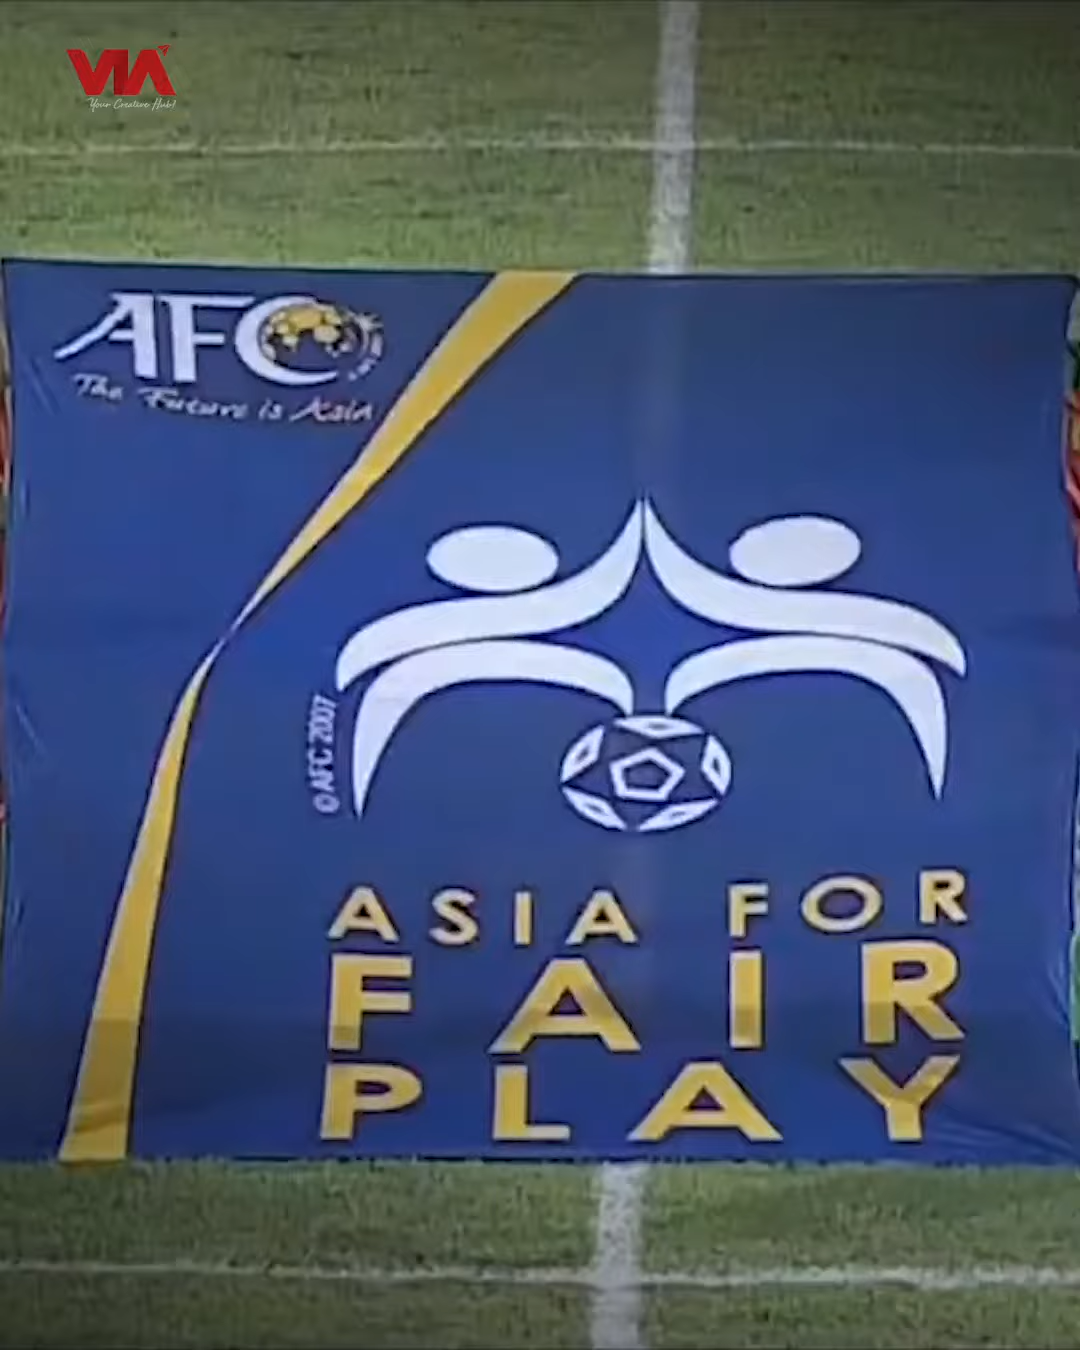 VIA
Your Creative Hub!
AFC
The Future is Asia
© AFC 2007
ASIA FOR
FAIR
PLAY